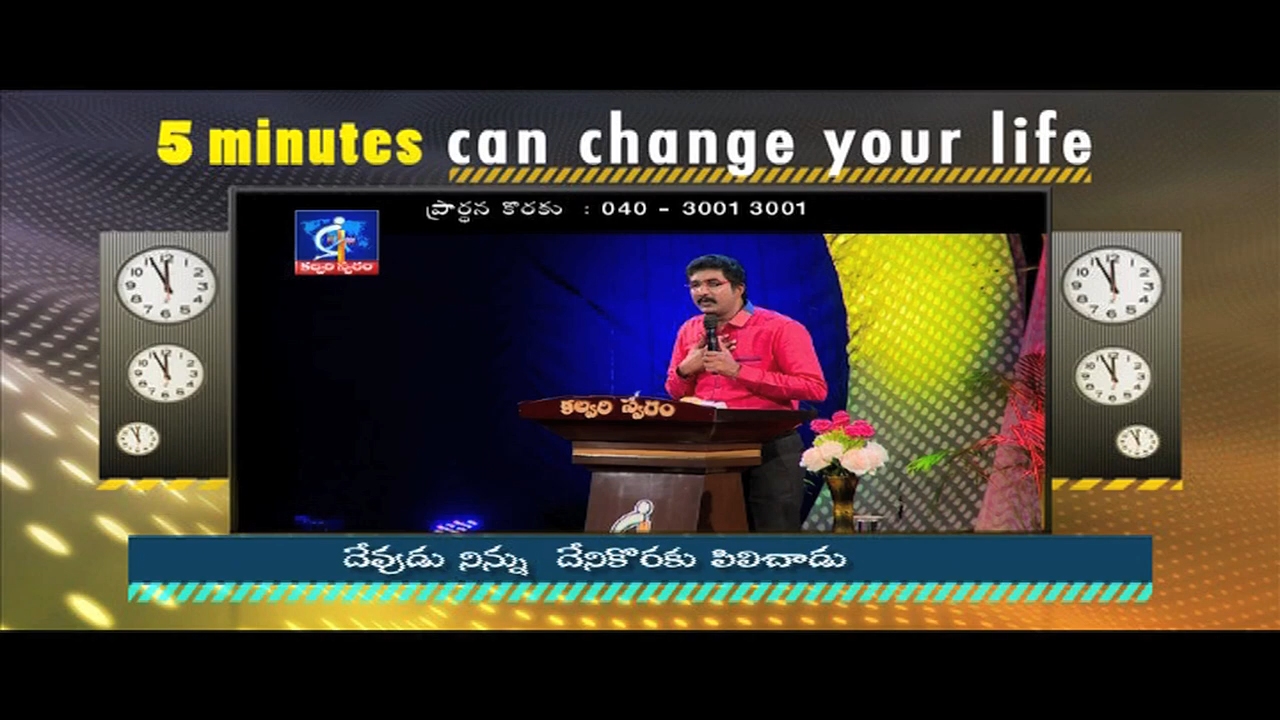 5 minutes can change your life
ప్రార్థన కొరకు : 040 - 3001 3001
కల్వరి స్వరం
కల్వరి స్వరం
దేవుడు నిన్ను దేనికొరకు పిలిచాడు